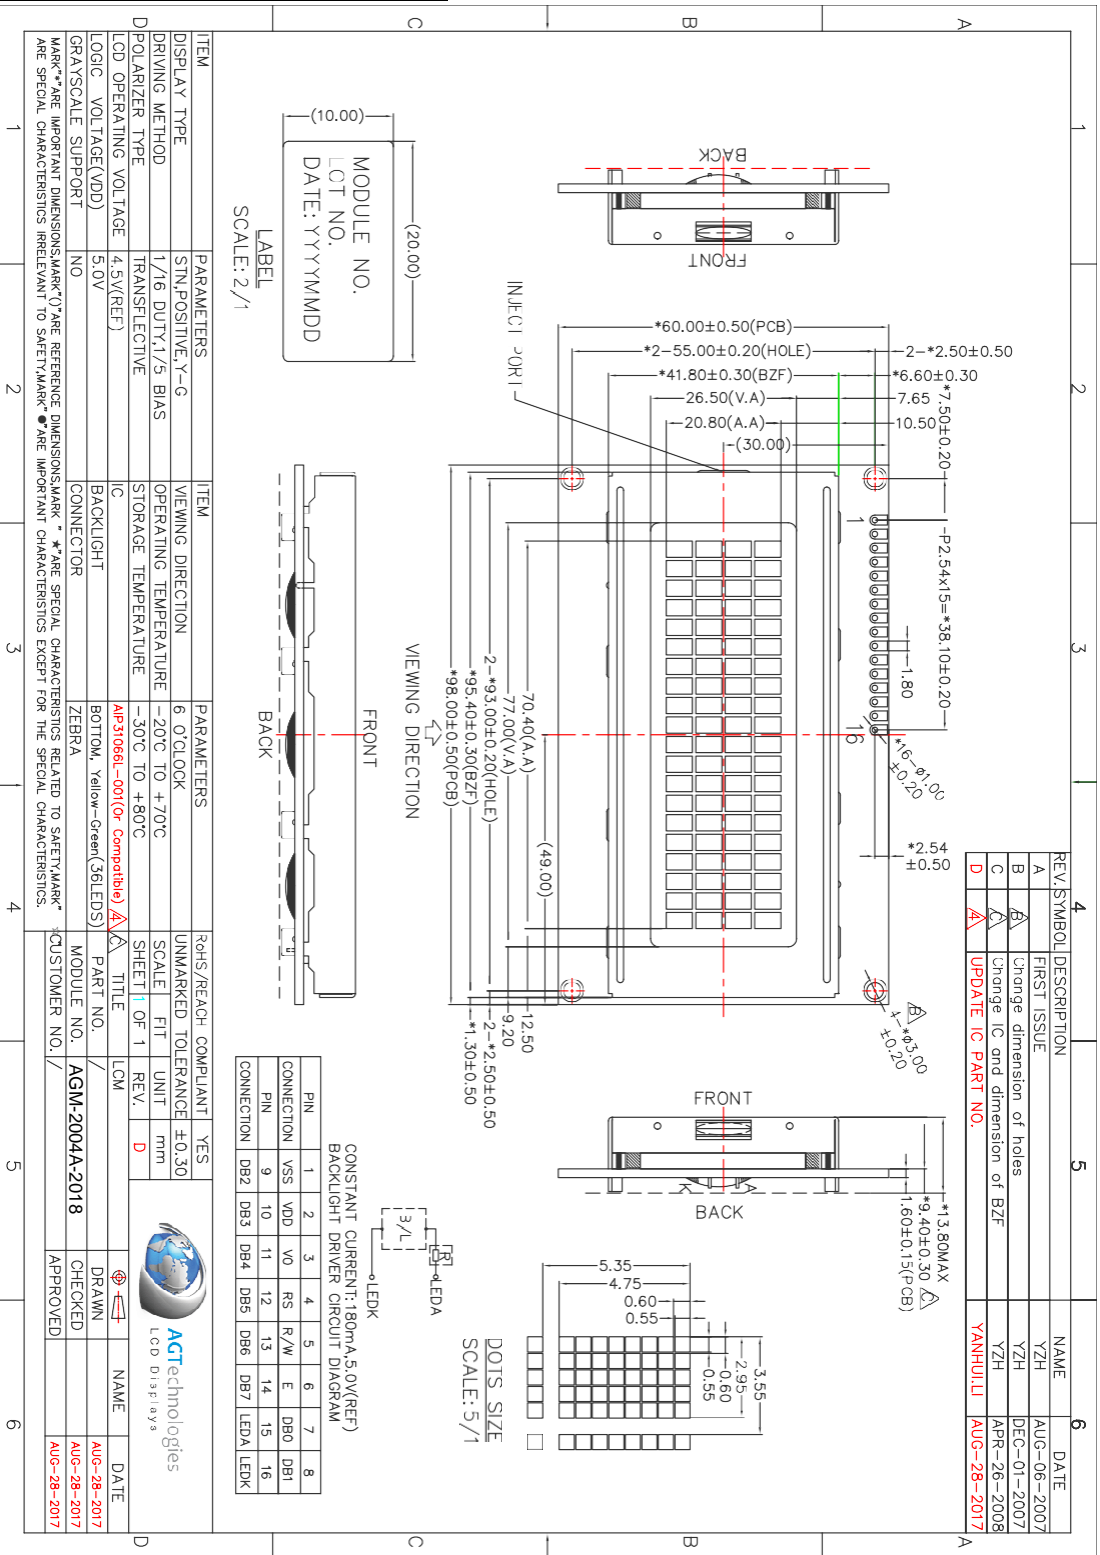 1 2 3 4 5 6
A
B
C
D
REV. SYMBOL DESCRIPTION NAME DATE
A FIRST ISSUE YZH AUG-06-2007
B B Change dimension of holes YZH DEC-01-2007
C C Change IC and dimension of BZF YZH APR-26-2008
D 4 UPDATE IC PART NO. YANHUI.LI AUG-28-2017
BACK
FRONT
*60.00±0.50(PCB)
*2-55.00±0.20(HOLE)
*41.80±0.30(BZF)
26.50(V.A)
20.80(A.A)
(30.00)
2-*2.50±0.50
*6.60±0.30
7.65
10.50
*7.50±0.20
P2.54x15=*38.10±0.20
1.80
1
16
*16-Ø1.00
±0.20
*2.54
±0.50
B
4-*Ø3.00
±0.20
INJECT PORT
70.40(A.A)
77.00(V.A)
2-*93.00±0.20(HOLE)
*95.40±0.30(BZF)
*98.00±0.50(PCB)
(49.00)
12.50
9.20
2-*2.50±0.50
*1.30±0.50
VIEWING DIRECTION
FRONT
BACK
FRONT
A
K
BACK
*13.80MAX
*9.40±0.30 C
1.60±0.15(PCB)
(20.00)
(10.00)
MODULE NO.
LOT NO.
DATE: YYYYMMDD
LABEL
SCALE: 2/1
5.35
4.75
0.60
0.55
3.55
2.95
0.60
0.55
DOTS SIZE
SCALE: 5/1
B/L
R
LEDA
LEDK
CONSTANT CURRENT:180mA,5.0V(REF)
BACKLIGHT DRIVER CIRCUIT DIAGRAM
PIN 1 2 3 4 5 6 7 8
CONNECTION VSS VDD VO RS R/W E DB0 DB1
PIN 9 10 11 12 13 14 15 16
CONNECTION DB2 DB3 DB4 DB5 DB6 DB7 LEDA LEDK
ITEM PARAMETERS ITEM PARAMETERS
DISPLAY TYPE STN,POSITIVE,Y-G VIEWING DIRECTION 6 O'CLOCK
DRIVING METHOD 1/16 DUTY,1/5 BIAS OPERATING TEMPERATURE -20°C TO +70°C
POLARIZER TYPE TRANSFLECTIVE STORAGE TEMPERATURE -30°C TO +80°C
LCD OPERATING VOLTAGE 4.5V(REF) IC AIP31066L-001(Or Compatible) 4 C
LOGIC VOLTAGE(VDD) 5.0V BACKLIGHT BOTTOM, Yellow-Green(36LEDS)
GRAYSCALE SUPPORT NO CONNECTOR ZEBRA
MARK"*"ARE IMPORTANT DIMENSIONS,MARK"()"ARE REFERENCE DIMENSIONS,MARK "★"ARE SPECIAL CHARACTERISTICS RELATED TO SAFETY,MARK"☆"
ARE SPECIAL CHARACTERISTICS IRRELEVANT TO SAFETY,MARK"●"ARE IMPORTANT CHARACTERISTICS EXCEPT FOR THE SPECIAL CHARACTERISTICS.
RoHS/REACH COMPLIANT YES
UNMARKED TOLERANCE ±0.30
SCALE FIT UNIT mm
SHEET 1 OF 1 REV. D
TITLE LCM
PART NO. /
MODULE NO. AGM-2004A-2018
CUSTOMER NO. /
AGTechnologies
LCD Displays
NAME DATE
DRAWN AUG-28-2017
CHECKED AUG-28-2017
APPROVED AUG-28-2017
A
B
C
D
1 2 3 4 5 6